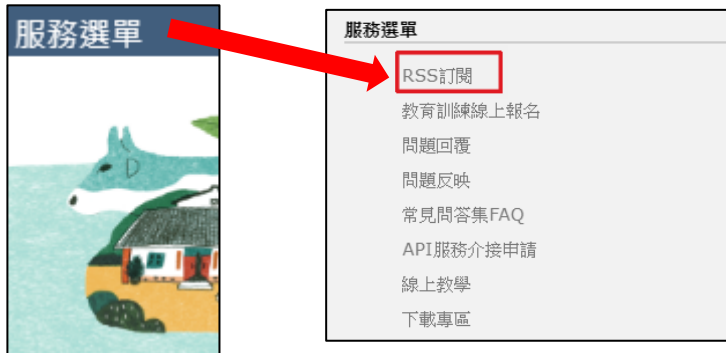 服務選單
服務選單
RSS訂閱
教育訓練線上報名
問題回覆
問題反映
常見問答集FAQ
API服務介接申請
線上教學
下載專區